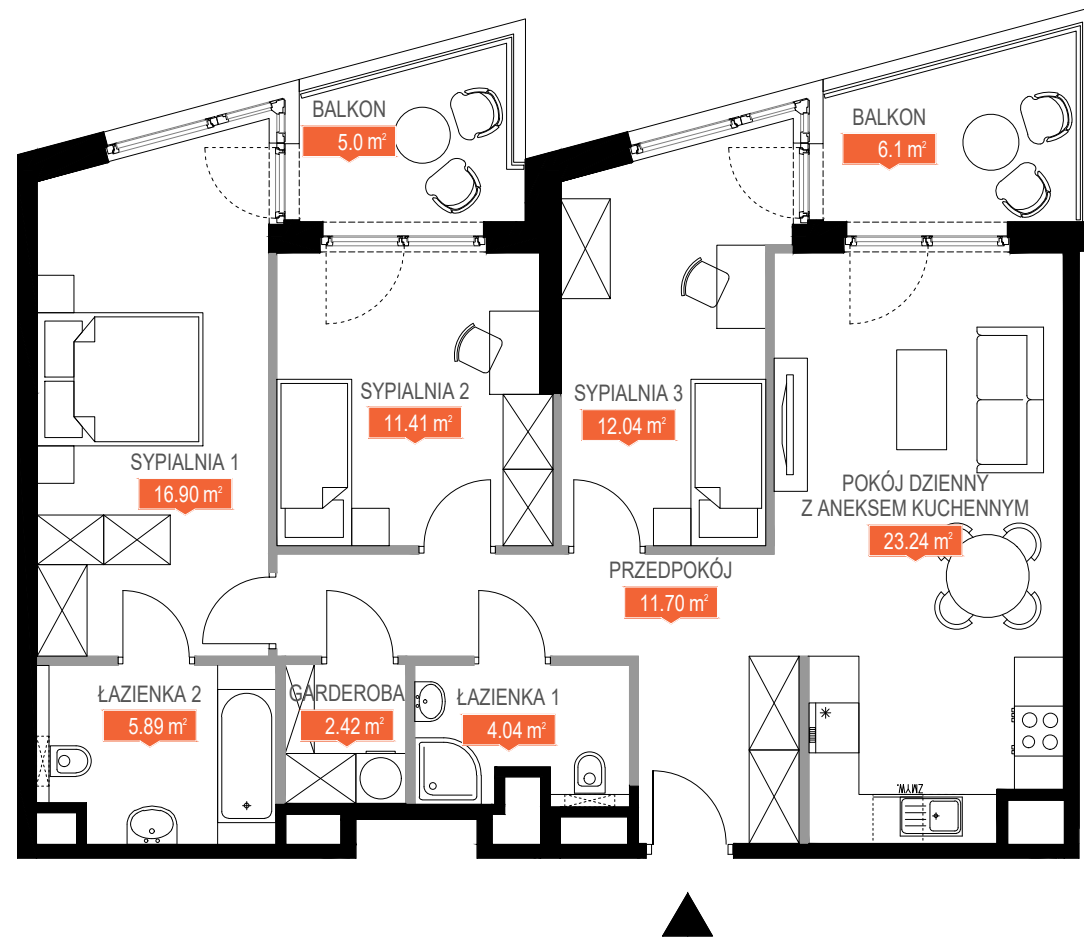 BALKON
5.0 m²
BALKON
6.1 m²
SYPIALNIA 2
11.41 m²
SYPIALNIA 3
12.04 m²
SYPIALNIA 1
16.90 m²
POKÓJ DZIENNY
Z ANEKSEM KUCHENNYM
23.24 m²
PRZEDPOKÓJ
11.70 m²
ŁAZIENKA 2
5.89 m²
GARDEROBA
2.42 m²
ŁAZIENKA 1
4.04 m²
ZMYW.